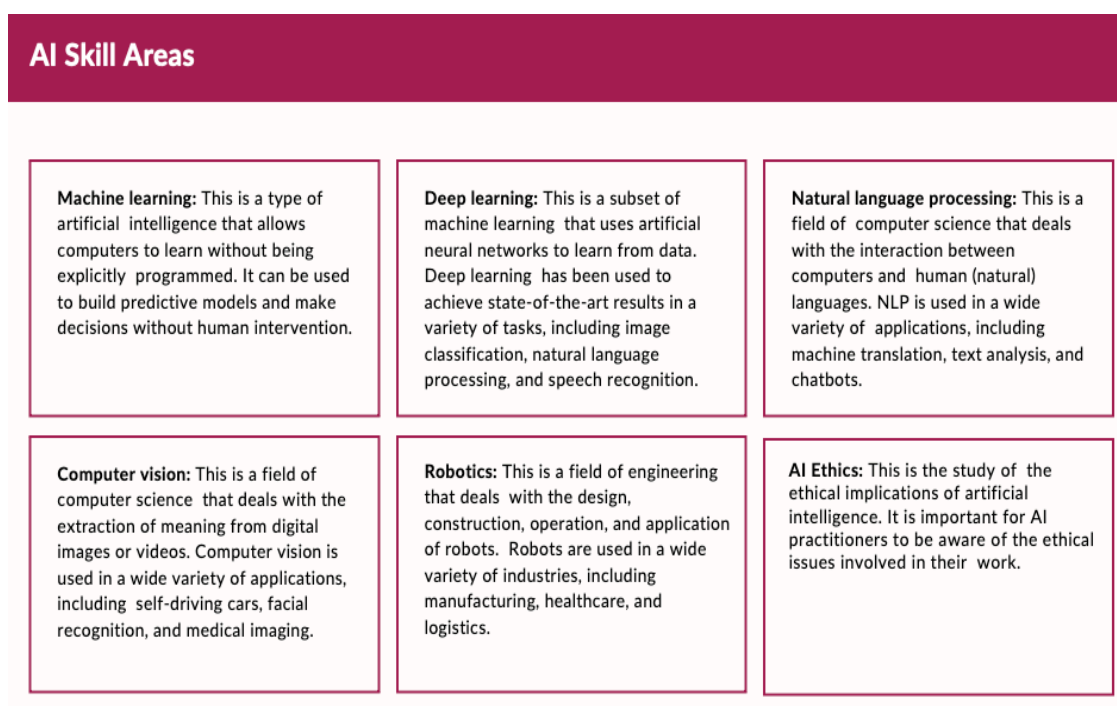 AI Skill Areas
Machine learning: This is a type of
artificial intelligence that allows
computers to learn without being
explicitly programmed. It can be used
to build predictive models and make
decisions without human intervention.
Deep learning: This is a subset of
machine learning that uses artificial
neural networks to learn from data.
Deep learning has been used to
achieve state-of-the-art results in a
variety of tasks, including image
classification, natural language
processing, and speech recognition.
Natural language processing: This is a
field of computer science that deals
with the interaction between
computers and human (natural)
languages. NLP is used in a wide
variety of applications, including
machine translation, text analysis, and
chatbots.
Computer vision: This is a field of
computer science that deals with the
extraction of meaning from digital
images or videos. Computer vision is
used in a wide variety of applications,
including self-driving cars, facial
recognition, and medical imaging.
Robotics: This is a field of engineering
that deals with the design,
construction, operation, and application
of robots. Robots are used in a wide
variety of industries, including
manufacturing, healthcare, and
logistics.
AI Ethics: This is the study of the
ethical implications of artificial
intelligence. It is important for AI
practitioners to be aware of the ethical
issues involved in their work.